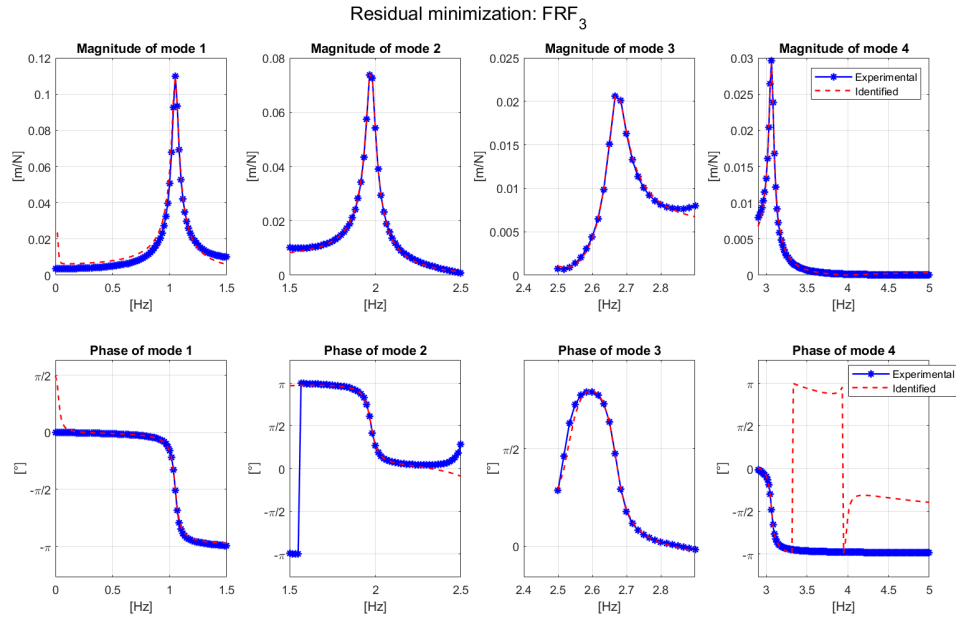 Residual minimization: FRF3
Magnitude of mode 1
0.12
0.1
0.08
0.06
0.04
0.02
0
[m/N]
0 0.5 1 1.5
[Hz]
Magnitude of mode 2
0.08
0.06
0.04
0.02
0
[m/N]
1.5 2 2.5
[Hz]
Magnitude of mode 3
0.025
0.02
0.015
0.01
0.005
0
[m/N]
2.4 2.5 2.6 2.7 2.8
[Hz]
Magnitude of mode 4
0.03
0.025
0.02
0.015
0.01
0.005
0
[m/N]
3 3.5 4 4.5 5
[Hz]
Experimental
Identified
Phase of mode 1
π/2
0
-π/2
-π
[°]
0 0.5 1 1.5
[Hz]
Phase of mode 2
π
π/2
0
-π/2
-π
[°]
1.5 2 2.5
[Hz]
Phase of mode 3
π/2
0
[°]
2.4 2.5 2.6 2.7 2.8
[Hz]
Phase of mode 4
π
π/2
0
-π/2
-π
[°]
3 3.5 4 4.5 5
[Hz]
Experimental
Identified